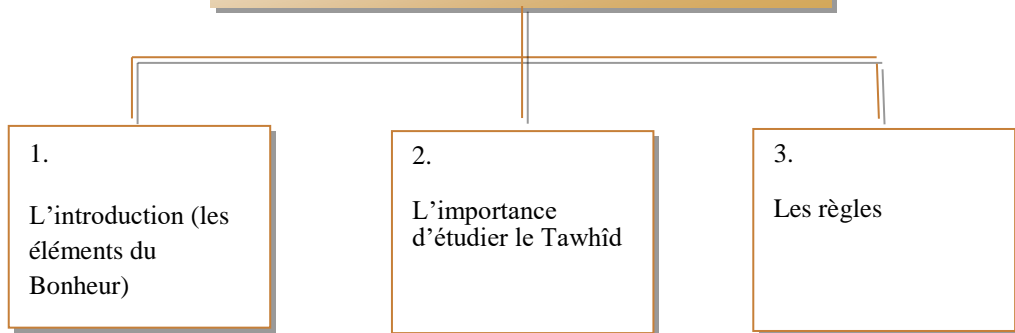 1.
L’introduction (les
éléments du
Bonheur)
2.
L’importance
d’étudier le Tawhîd
3.
Les règles